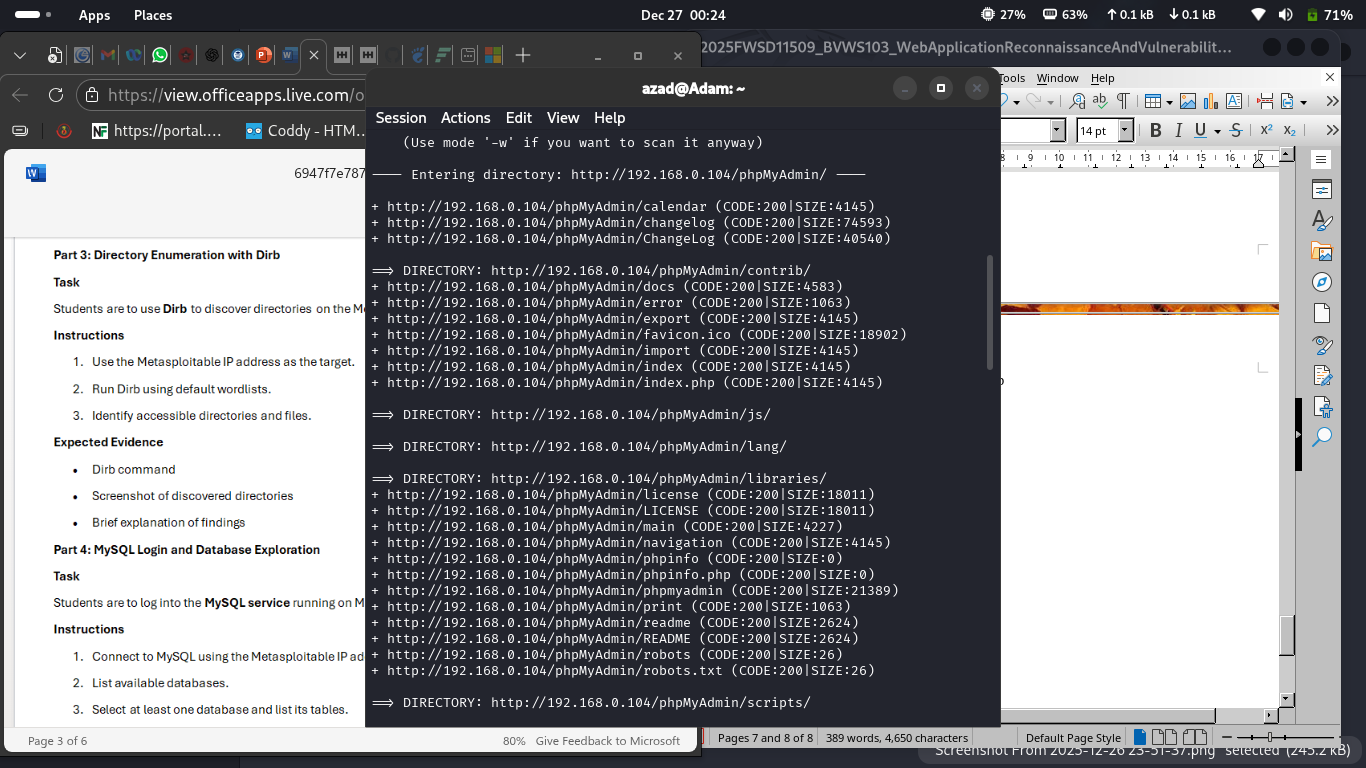 Apps Places Dec 27 00:24 27% 63% 0.1 kB 0.1 kB 71%
2025FWSD11509_BVWS103_WebApplicationReconnaissanceAndVulnerabilit...
https://view.officeapps.live.com/o
https://portal.... Coddy - HTM...
6947f7e787
Part 3: Directory Enumeration with Dirb
Task
Students are to use Dirb to discover directories on the Me
Instructions
1. Use the Metasploitable IP address as the target.
2. Run Dirb using default wordlists.
3. Identify accessible directories and files.
Expected Evidence
• Dirb command
• Screenshot of discovered directories
• Brief explanation of findings
Part 4: MySQL Login and Database Exploration
Task
Students are to log into the MySQL service running on M
Instructions
1. Connect to MySQL using the Metasploitable IP ad
2. List available databases.
3. Select at least one database and list its tables.
Page 3 of 6 80% Give Feedback to Microsoft
azad@Adam: ~
Session Actions Edit View Help
(Use mode '-w' if you want to scan it anyway)
---- Entering directory: http://192.168.0.104/phpMyAdmin/ ----
+ http://192.168.0.104/phpMyAdmin/calendar (CODE:200|SIZE:4145)
+ http://192.168.0.104/phpMyAdmin/changelog (CODE:200|SIZE:74593)
+ http://192.168.0.104/phpMyAdmin/ChangeLog (CODE:200|SIZE:40540)
==> DIRECTORY: http://192.168.0.104/phpMyAdmin/contrib/
+ http://192.168.0.104/phpMyAdmin/docs (CODE:200|SIZE:4583)
+ http://192.168.0.104/phpMyAdmin/error (CODE:200|SIZE:1063)
+ http://192.168.0.104/phpMyAdmin/export (CODE:200|SIZE:4145)
+ http://192.168.0.104/phpMyAdmin/favicon.ico (CODE:200|SIZE:18902)
+ http://192.168.0.104/phpMyAdmin/import (CODE:200|SIZE:4145)
+ http://192.168.0.104/phpMyAdmin/index (CODE:200|SIZE:4145)
+ http://192.168.0.104/phpMyAdmin/index.php (CODE:200|SIZE:4145)
==> DIRECTORY: http://192.168.0.104/phpMyAdmin/js/
==> DIRECTORY: http://192.168.0.104/phpMyAdmin/lang/
==> DIRECTORY: http://192.168.0.104/phpMyAdmin/libraries/
+ http://192.168.0.104/phpMyAdmin/license (CODE:200|SIZE:18011)
+ http://192.168.0.104/phpMyAdmin/LICENSE (CODE:200|SIZE:18011)
+ http://192.168.0.104/phpMyAdmin/main (CODE:200|SIZE:4227)
+ http://192.168.0.104/phpMyAdmin/navigation (CODE:200|SIZE:4145)
+ http://192.168.0.104/phpMyAdmin/phpinfo (CODE:200|SIZE:0)
+ http://192.168.0.104/phpMyAdmin/phpinfo.php (CODE:200|SIZE:0)
+ http://192.168.0.104/phpMyAdmin/phpmyadmin (CODE:200|SIZE:21389)
+ http://192.168.0.104/phpMyAdmin/print (CODE:200|SIZE:1063)
+ http://192.168.0.104/phpMyAdmin/readme (CODE:200|SIZE:2624)
+ http://192.168.0.104/phpMyAdmin/README (CODE:200|SIZE:2624)
+ http://192.168.0.104/phpMyAdmin/robots (CODE:200|SIZE:26)
+ http://192.168.0.104/phpMyAdmin/robots.txt (CODE:200|SIZE:26)
==> DIRECTORY: http://192.168.0.104/phpMyAdmin/scripts/
Tools Window Help
14 pt B I U S x² x₂
8 9 10 11 12 13 14 15 16 17
Pages 7 and 8 of 8 389 words, 4,650 characters Default Page Style
Screenshot From 2025-12-26 23-51-37.png" selected (245.2 kB)